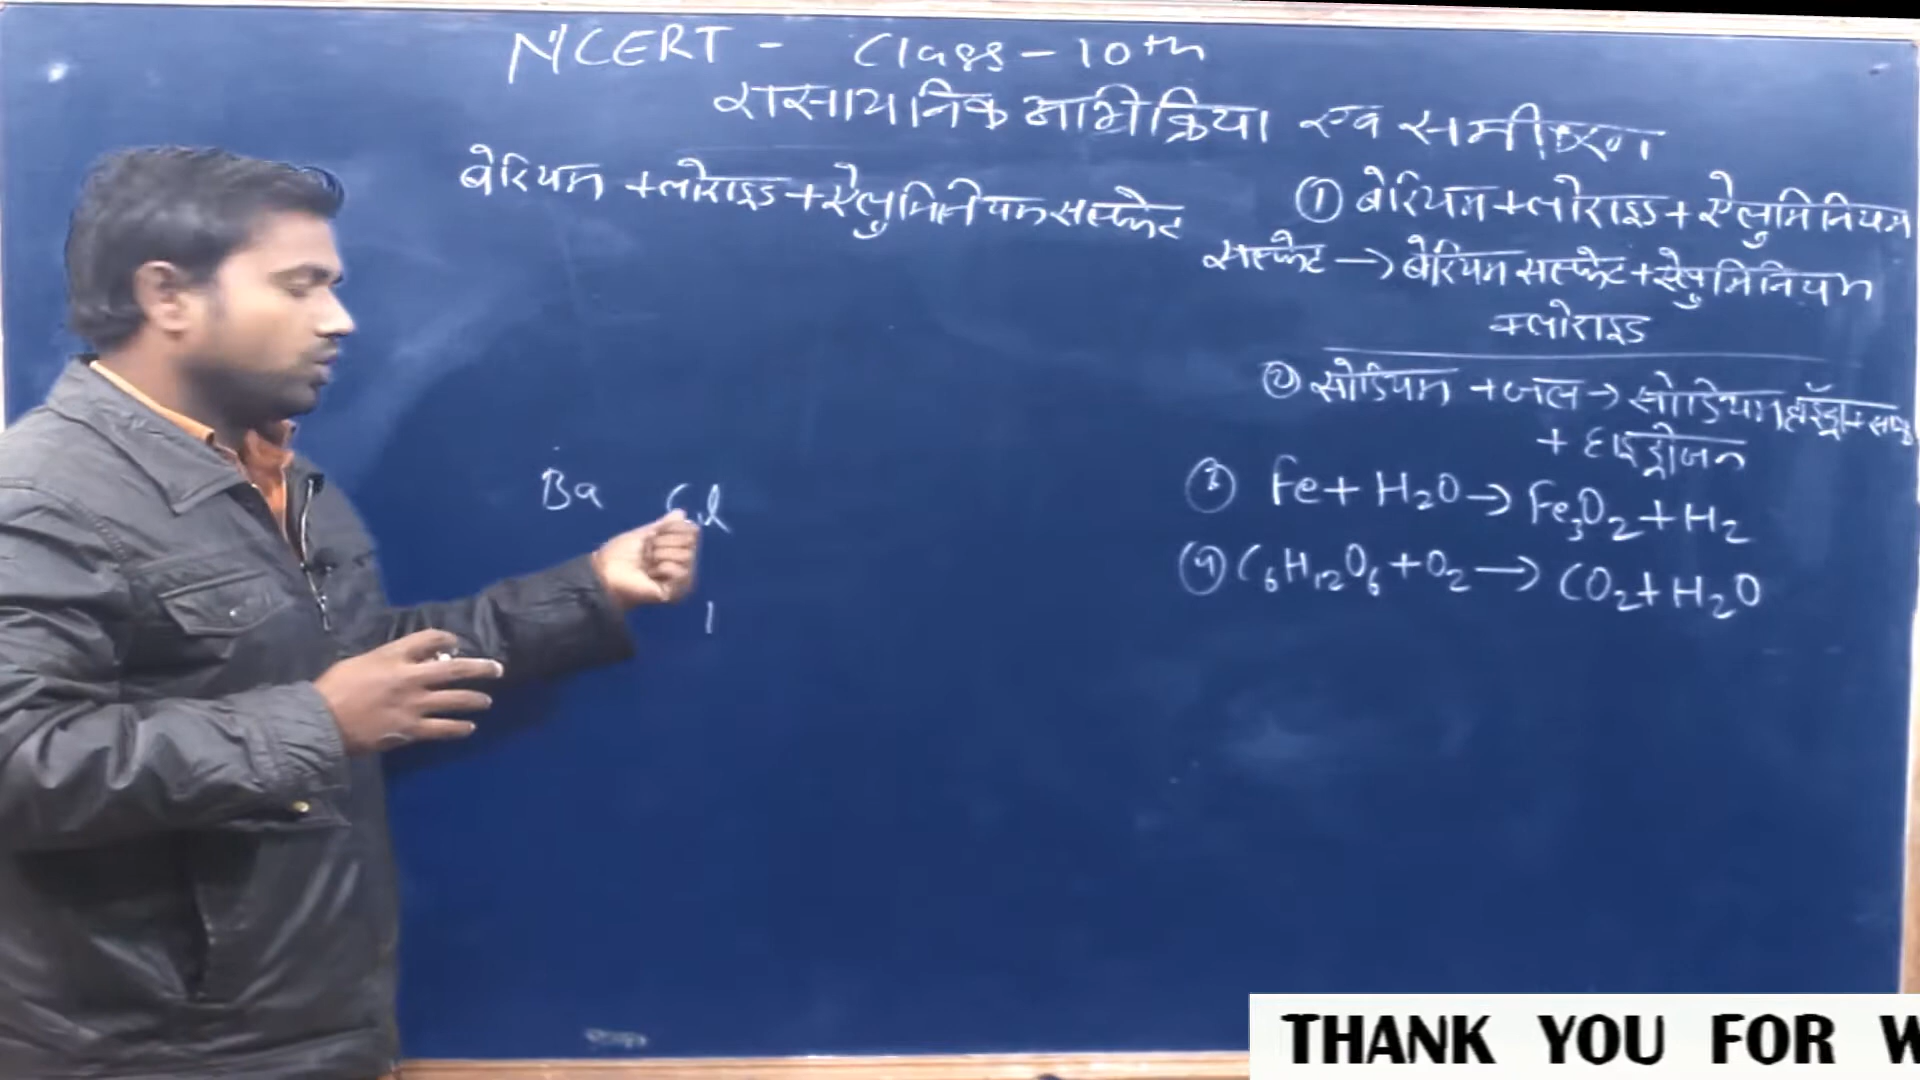 NCERT - Class-10th
रासायनिक अभिक्रिया एवं समीकरण
बेरियम क्लोराइड + ऐलुमिनियम सल्फेट
① बेरियम क्लोराइड + ऐलुमिनियम
सल्फेट → बेरियम सल्फेट + ऐलुमिनियम
क्लोराइड
② सोडियम + जल → सोडियम
+ हाइड्रोजन
③ Fe + H₂O → Fe₃O₂ + H₂
④ C₆H₁₂O₆ + O₂ → CO₂ + H₂O
Ba Cl
1
THANK YOU FOR W